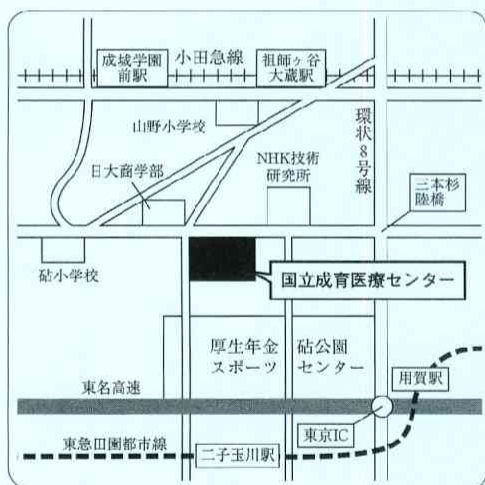 成城学園
前駅
小田急線
祖師ヶ谷
大蔵駅
山野小学校
環状8号線
日大商学部
NHK技術
研究所
三本杉
陸橋
砧小学校
国立成育医療センター
厚生年金
スポーツ
砧公園
センター
用賀駅
東名高速
東京IC
東急田園都市線
二子玉川駅